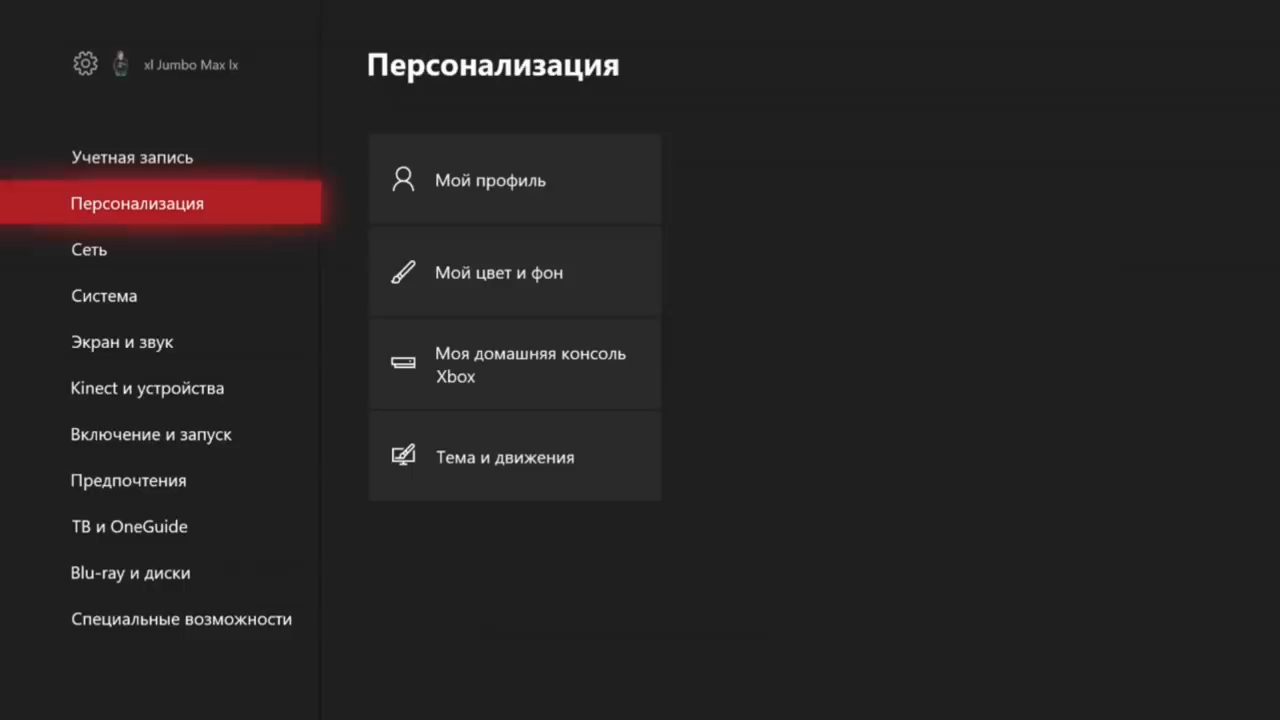 xl Jumbo Max lx
Персонализация
Учетная запись
Персонализация
Сеть
Система
Экран и звук
Kinect и устройства
Включение и запуск
Предпочтения
ТВ и OneGuide
Blu-ray и диски
Специальные возможности
Мой профиль
Мой цвет и фон
Моя домашняя консоль
Xbox
Тема и движения